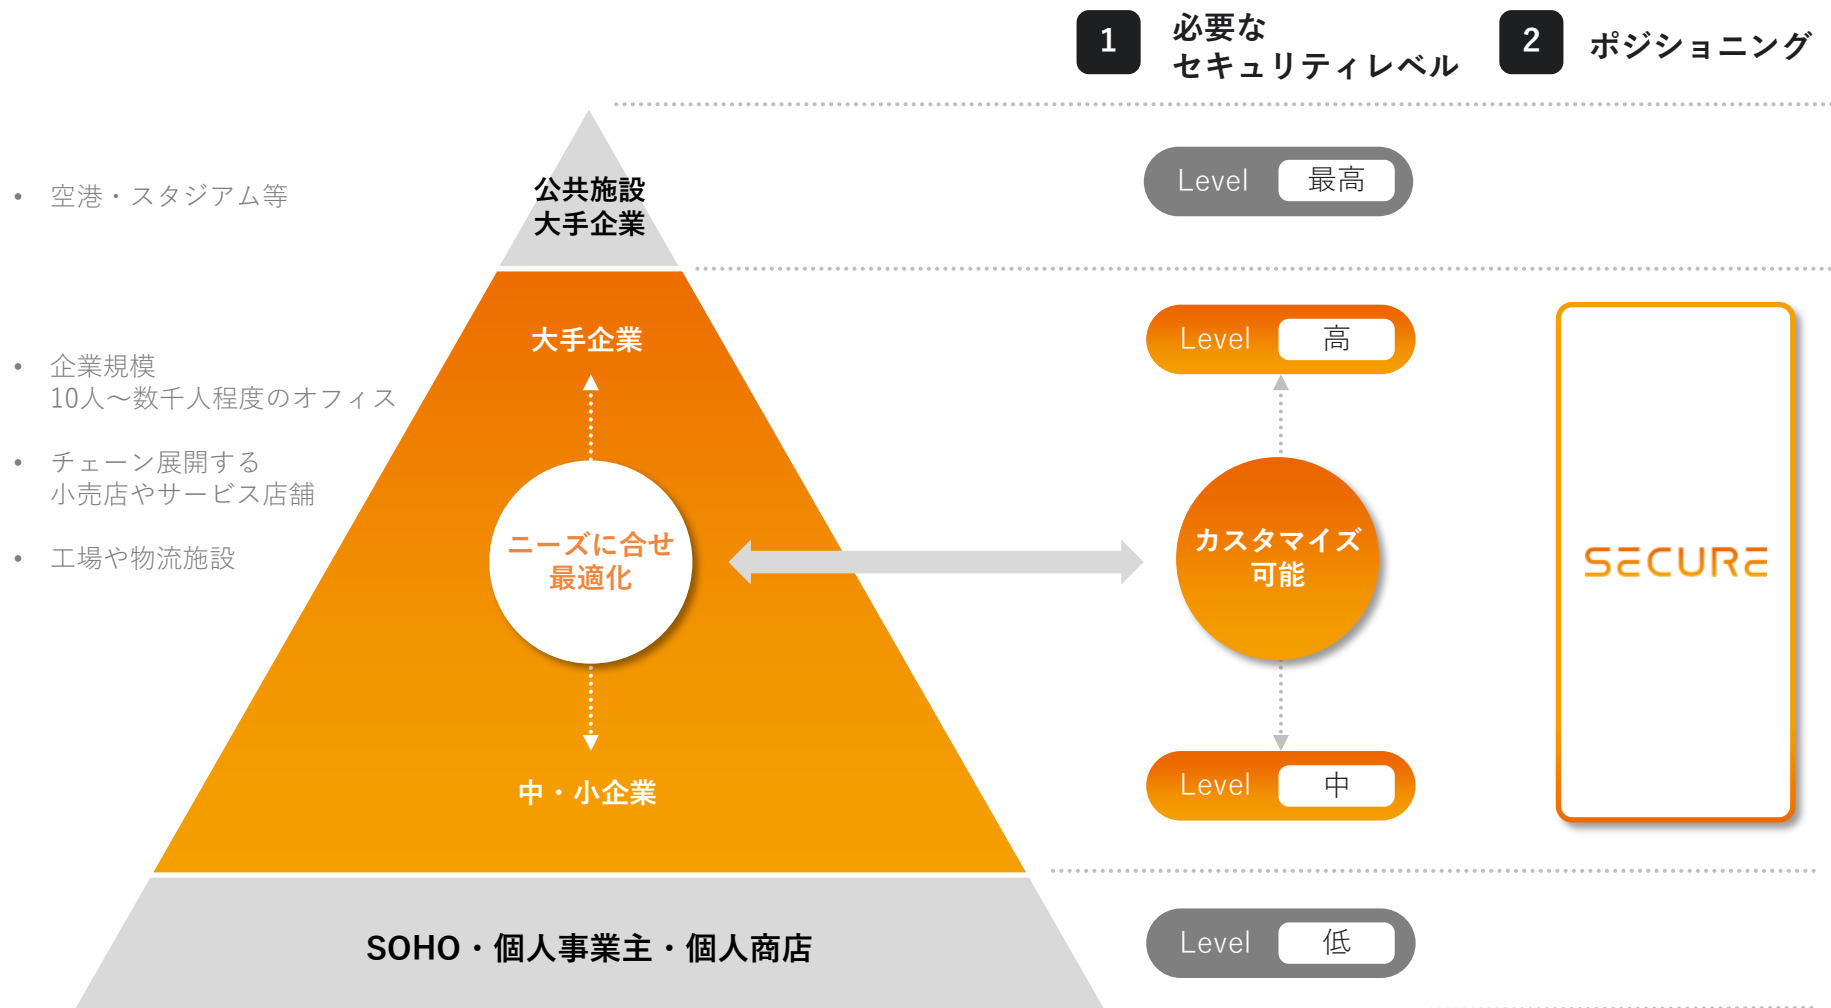 1
必要な
セキュリティレベル
2
ポジショニング
• 空港・スタジアム等
公共施設
大手企業
Level 最高
• 企業規模
10人～数千人程度のオフィス
• チェーン展開する
小売店やサービス店舗
• 工場や物流施設
大手企業
ニーズに合せ
最適化
中・小企業
Level 高
カスタマイズ
可能
Level 中
SECURE
SOHO・個人事業主・個人商店
Level 低